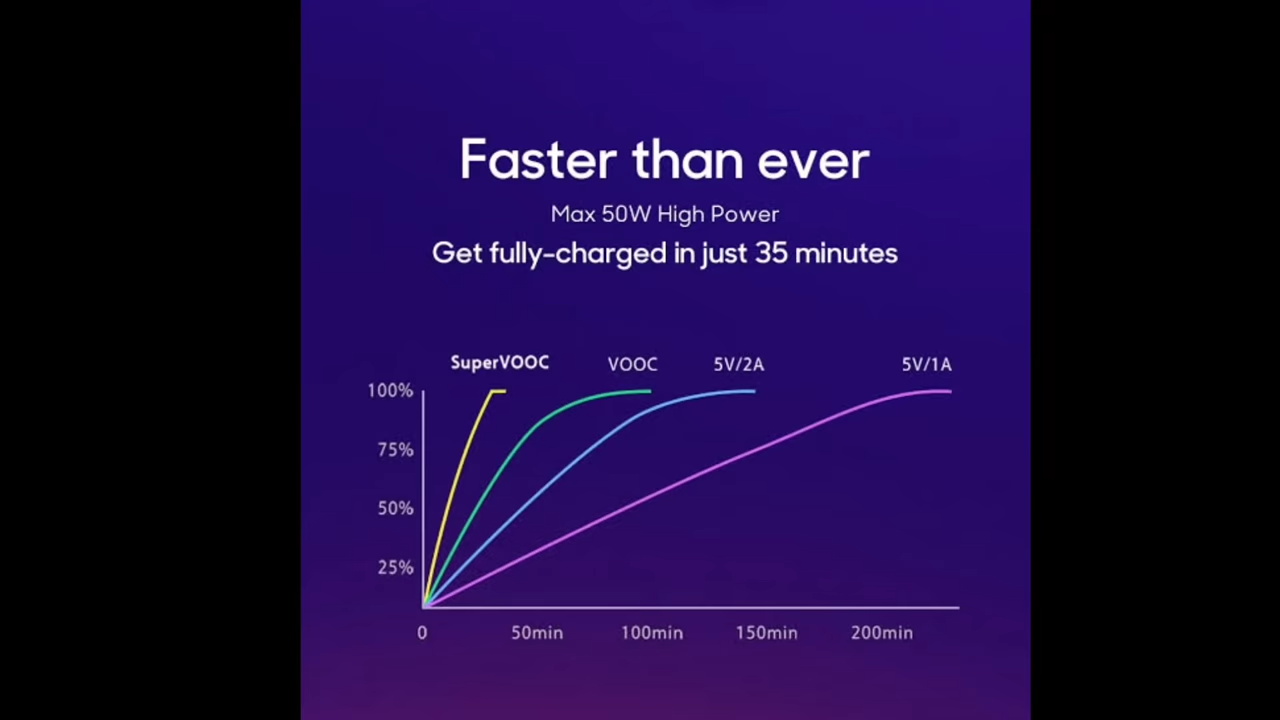 Faster than ever
Max 50W High Power
Get fully-charged in just 35 minutes
SuperVOOC VOOC 5V/2A 5V/1A
100%
75%
50%
25%
0 50min 100min 150min 200min